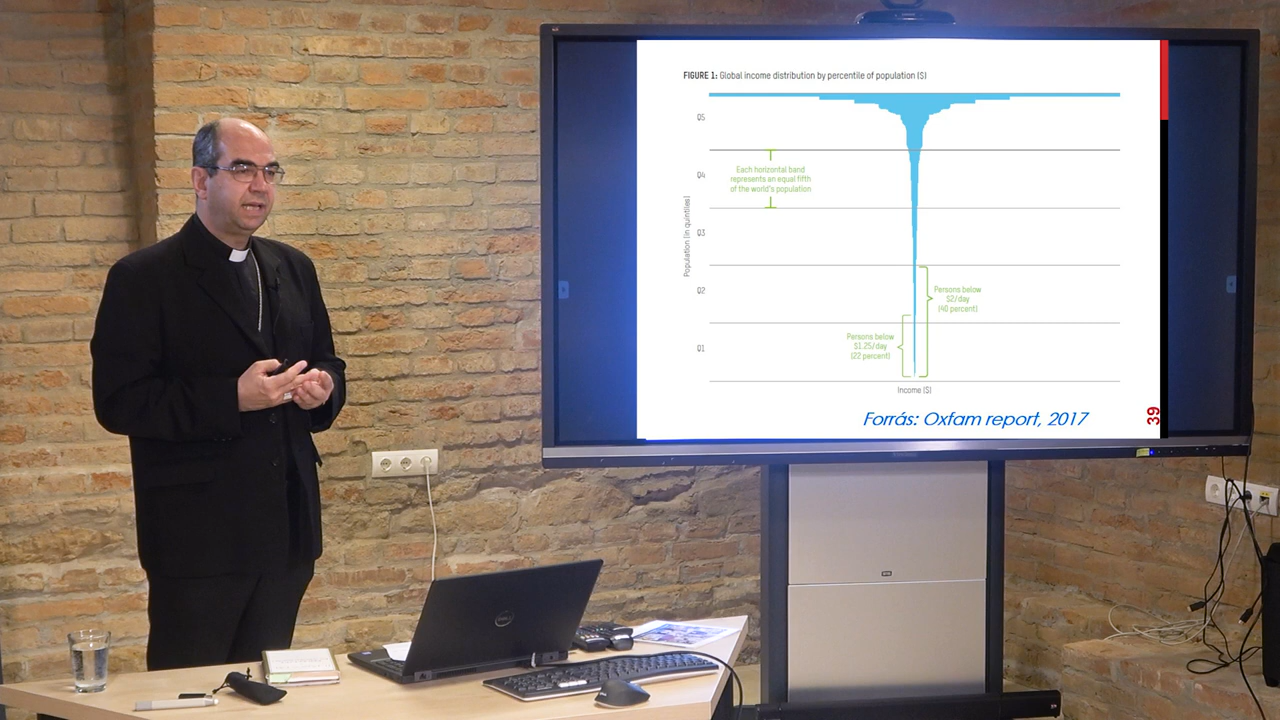 FIGURE 1: Global income distribution by percentile of population ($)
Q5
Each horizontal band
represents an equal fifth
of the world's population
Q4
Q3
Population (in quintiles)
Q2
Persons below
$2/day
(40 percent)
Persons below
$1.25/day
(22 percent)
Q1
Income ($)
Forrás: Oxfam report, 2017
39
DELL